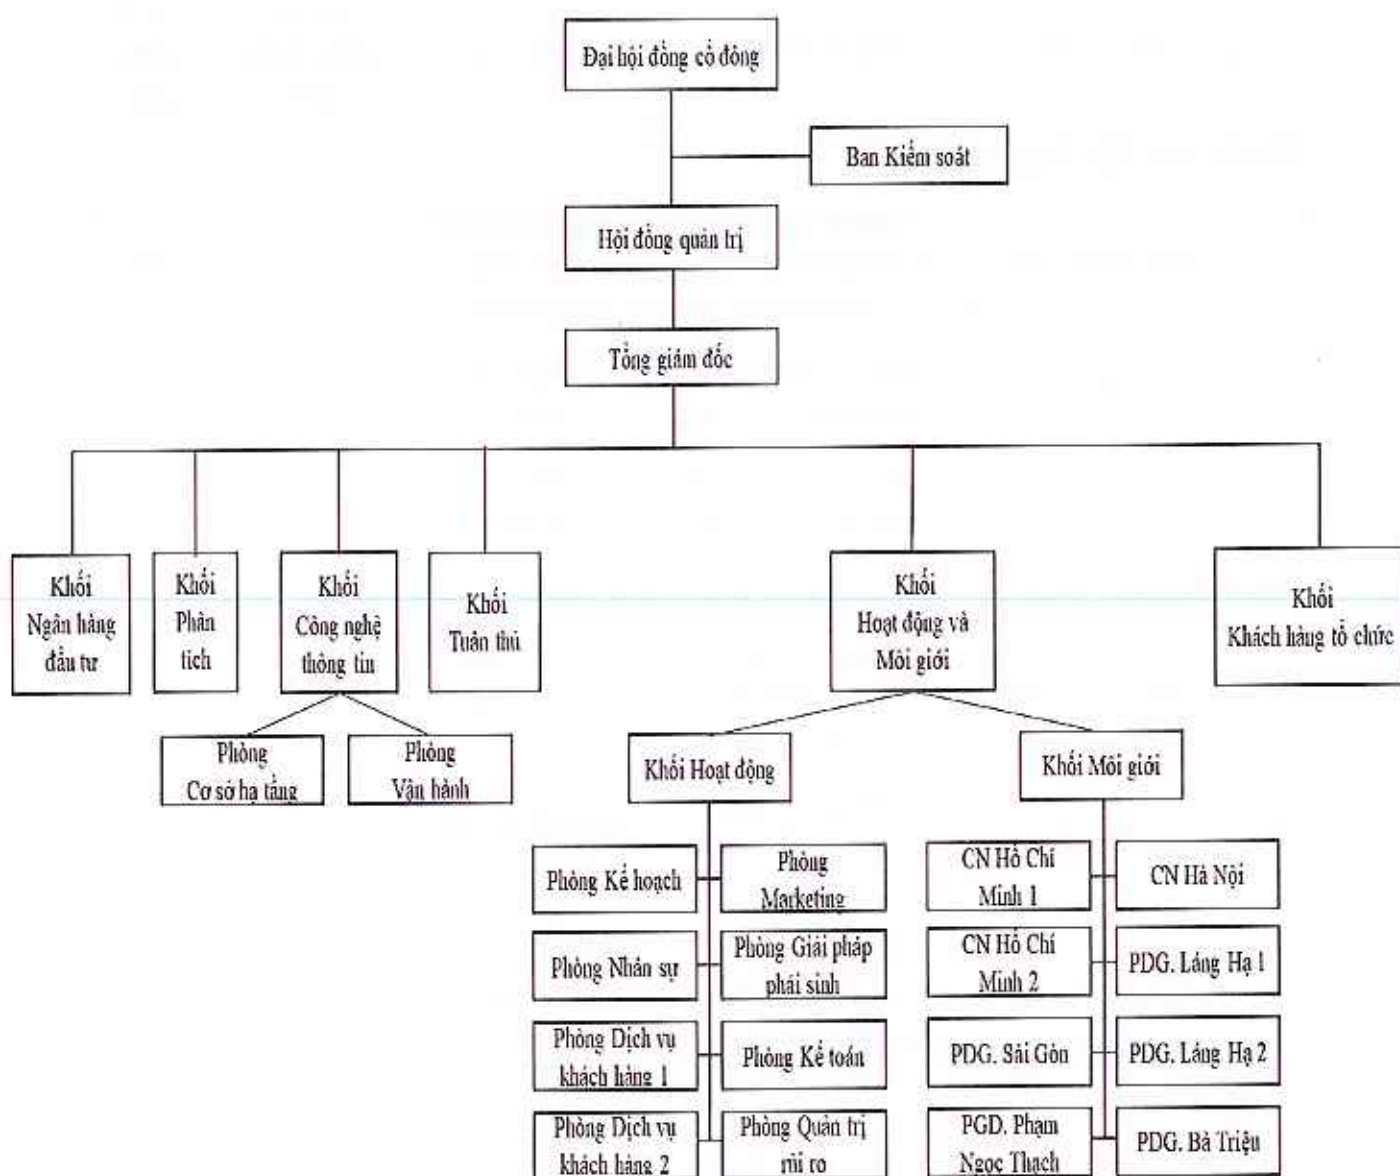 Đại hội đồng cổ đông
Ban Kiểm soát
Hội đồng quản trị
Tổng giám đốc
Khối
Ngân hàng
đầu tư
Khối
Phân
tích
Khối
Công nghệ
thông tin
Khối
Tuân thủ
Khối
Hoạt động và
Môi giới
Khối
Khách hàng tổ chức
Phòng
Cơ sở hạ tầng
Phòng
Vận hành
Khối Hoạt động
Khối Môi giới
Phòng Kế hoạch
Phòng
Marketing
Phòng Nhân sự
Phòng Giải pháp
phái sinh
Phòng Dịch vụ
khách hàng 1
Phòng Kế toán
Phòng Dịch vụ
khách hàng 2
Phòng Quản trị
rủi ro
CN Hồ Chí
Minh 1
CN Hà Nội
CN Hồ Chí
Minh 2
PDG. Láng Hạ 1
PDG. Sài Gòn
PDG. Láng Hạ 2
PGD. Phạm
Ngọc Thạch
PDG. Bà Triệu